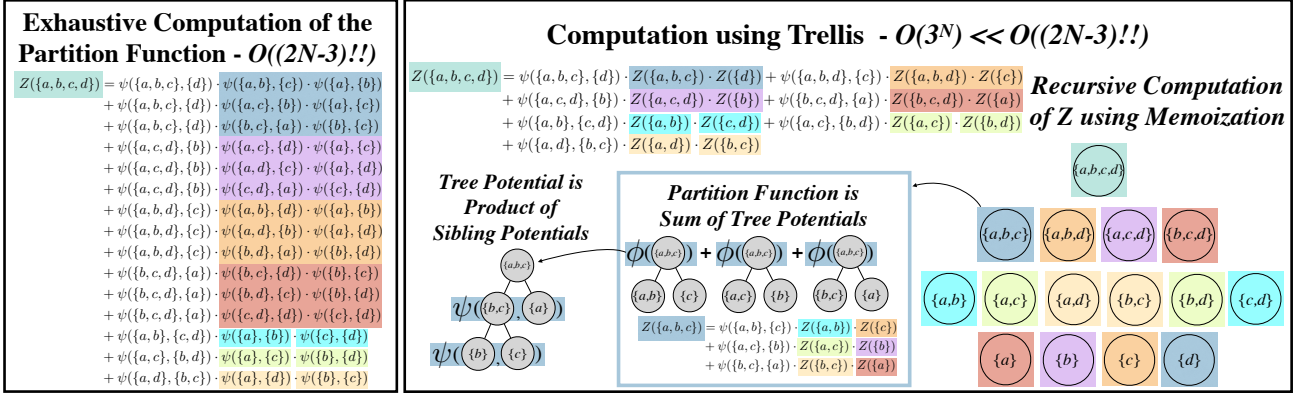 Exhaustive Computation of the
Partition Function - O((2N-3)!!)
Z({a, b, c, d}) = ψ({a, b, c}, {d}) · ψ({a, b}, {c}) · ψ({a}, {b})
+ ψ({a, b, c}, {d}) · ψ({a, c}, {b}) · ψ({a}, {c})
+ ψ({a, b, c}, {d}) · ψ({b, c}, {a}) · ψ({b}, {c})
+ ψ({a, c, d}, {b}) · ψ({a, c}, {d}) · ψ({a}, {c})
+ ψ({a, c, d}, {b}) · ψ({a, d}, {c}) · ψ({a}, {d})
+ ψ({a, c, d}, {b}) · ψ({c, d}, {a}) · ψ({c}, {d})
+ ψ({a, b, d}, {c}) · ψ({a, b}, {d}) · ψ({a}, {b})
+ ψ({a, b, d}, {c}) · ψ({a, d}, {b}) · ψ({a}, {d})
+ ψ({a, b, d}, {c}) · ψ({b, d}, {a}) · ψ({b}, {d})
+ ψ({b, c, d}, {a}) · ψ({b, c}, {d}) · ψ({b}, {c})
+ ψ({b, c, d}, {a}) · ψ({b, d}, {c}) · ψ({b}, {d})
+ ψ({b, c, d}, {a}) · ψ({c, d}, {b}) · ψ({c}, {d})
+ ψ({a, b}, {c, d}) · ψ({a}, {b}) · ψ({c}, {d})
+ ψ({a, c}, {b, d}) · ψ({a}, {c}) · ψ({b}, {d})
+ ψ({a, d}, {b, c}) · ψ({a}, {d}) · ψ({b}, {c})
Computation using Trellis - O(3ᴺ) << O((2N-3)!!)
Z({a, b, c, d}) = ψ({a, b, c}, {d}) · Z({a, b, c}) · Z({d}) + ψ({a, b, d}, {c}) · Z({a, b, d}) · Z({c})
+ ψ({a, c, d}, {b}) · Z({a, c, d}) · Z({b}) + ψ({b, c, d}, {a}) · Z({b, c, d}) · Z({a})
+ ψ({a, b}, {c, d}) · Z({a, b}) · Z({c, d}) + ψ({a, c}, {b, d}) · Z({a, c}) · Z({b, d})
+ ψ({a, d}, {b, c}) · Z({a, d}) · Z({b, c})
Recursive Computation
of Z using Memoization
Tree Potential is
Product of
Sibling Potentials
{a,b,c}
ψ({b,c}, {a})
ψ({b}, {c})
Partition Function is
Sum of Tree Potentials
ϕ({a,b,c}) + ϕ({a,b,c}) + ϕ({a,b,c})
{a,b} {c} {a,c} {b} {b,c} {a}
Z({a, b, c}) = ψ({a, b}, {c}) · Z({a, b}) · Z({c})
+ ψ({a, c}, {b}) · Z({a, c}) · Z({b})
+ ψ({b, c}, {a}) · Z({b, c}) · Z({a})
{a,b,c,d}
{a,b,c} {a,b,d} {a,c,d} {b,c,d}
{a,b} {a,c} {a,d} {b,c} {b,d} {c,d}
{a} {b} {c} {d}